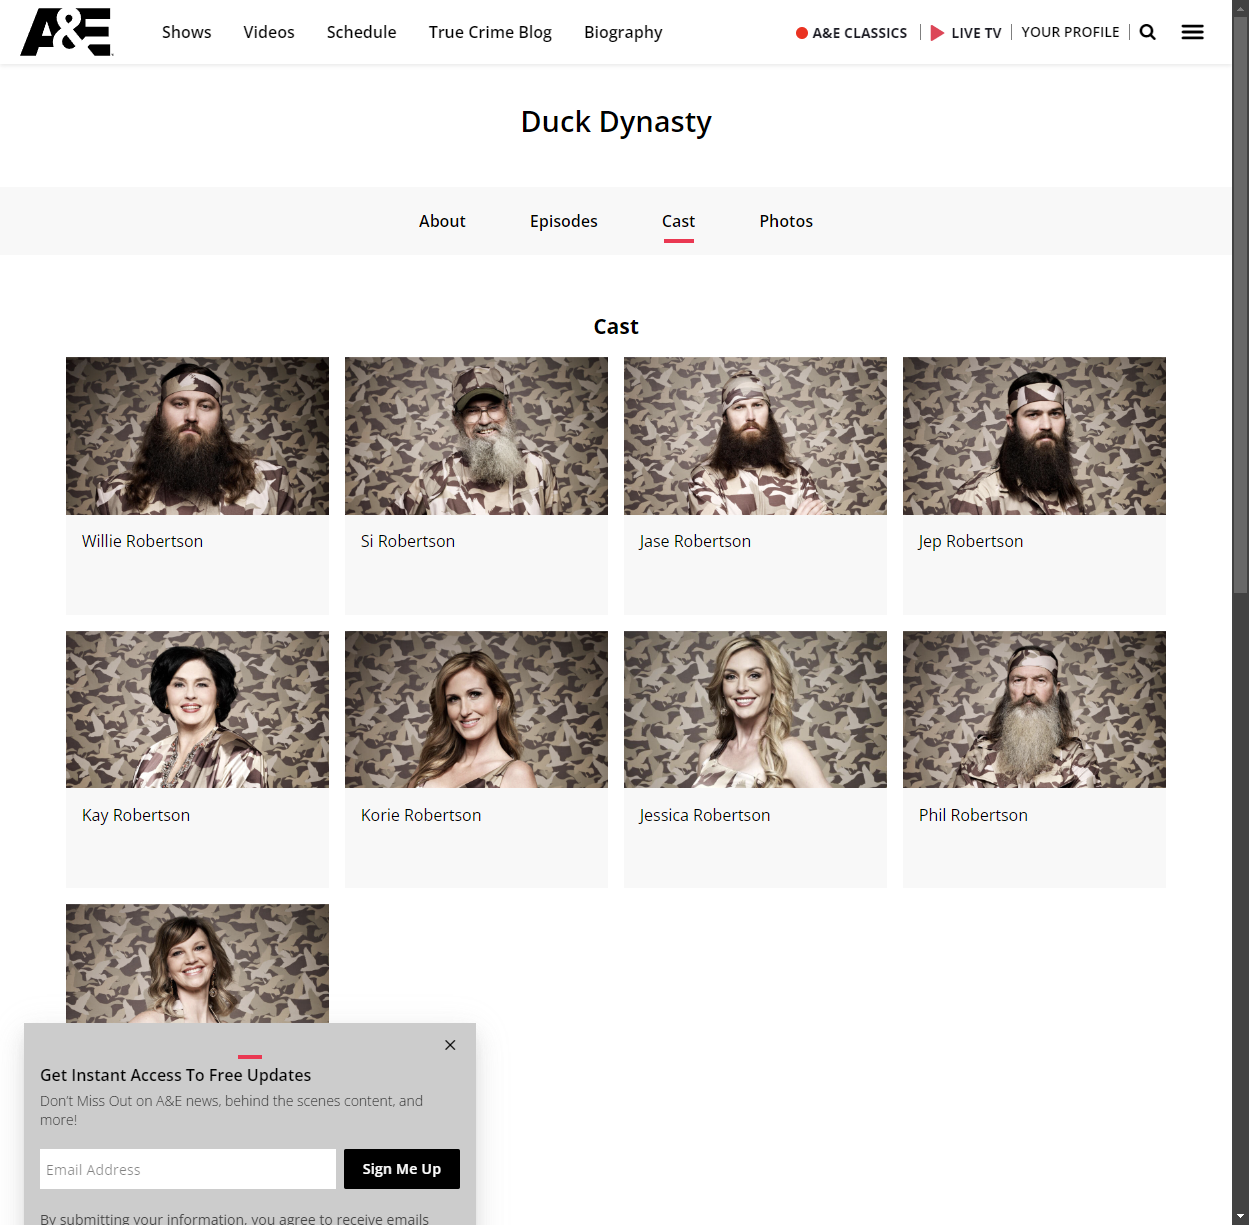 A&E
Shows
Videos
Schedule
True Crime Blog
Biography
A&E CLASSICS
LIVE TV
YOUR PROFILE
Duck Dynasty
About
Episodes
Cast
Photos
Cast
Willie Robertson
Si Robertson
Jase Robertson
Jep Robertson
Kay Robertson
Korie Robertson
Jessica Robertson
Phil Robertson
Get Instant Access To Free Updates
Don't Miss Out on A&E news, behind the scenes content, and
more!
Email Address
Sign Me Up
By submitting your information, you agree to receive emails